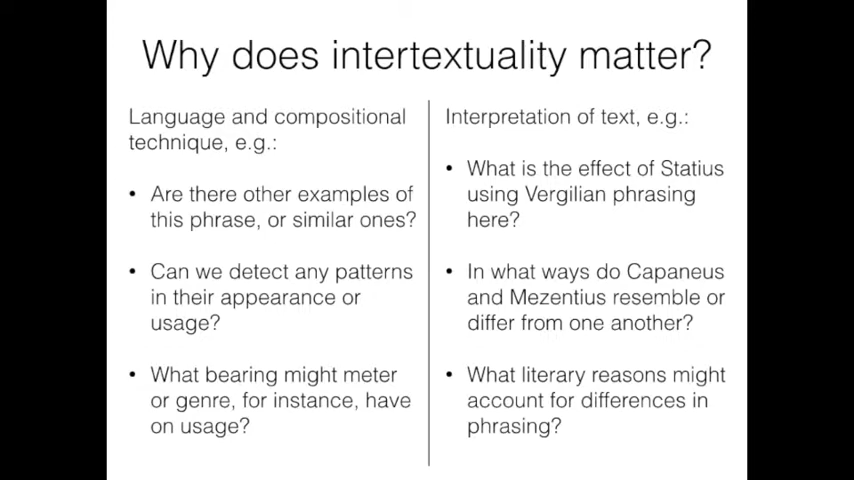 Why does intertextuality matter?
Language and compositional
technique, e.g.:
• Are there other examples of
this phrase, or similar ones?
• Can we detect any patterns
in their appearance or
usage?
• What bearing might meter
or genre, for instance, have
on usage?
Interpretation of text, e.g.:
• What is the effect of Statius
using Vergilian phrasing
here?
• In what ways do Capaneus
and Mezentius resemble or
differ from one another?
• What literary reasons might
account for differences in
phrasing?